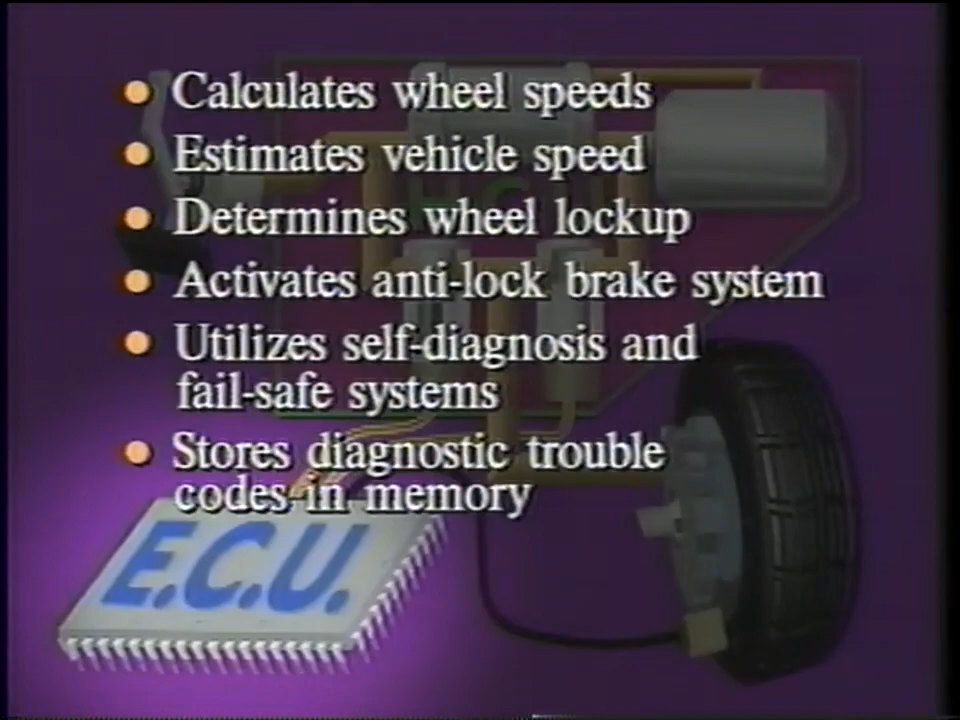 • Calculates wheel speeds
• Estimates vehicle speed
• Determines wheel lockup
• Activates anti-lock brake system
• Utilizes self-diagnosis and
fail-safe systems
• Stores diagnostic trouble
codes in memory
E.C.U.